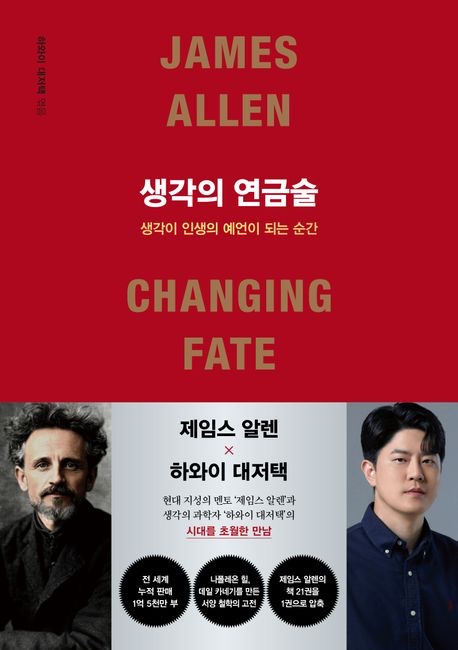 하와이 대저택 엮음
JAMES
ALLEN
생각의 연금술
생각이 인생의 예언이 되는 순간
CHANGING
FATE
제임스 알렌
×
하와이 대저택
현대 지성의 멘토 ‘제임스 알렌’과
생각의 과학자 ‘하와이 대저택’의
시대를 초월한 만남
전 세계
누적 판매
1억 5천만 부
나폴레온 힐,
데일 카네기를 만든
서양 철학의 고전
제임스 알렌의
책 21권을
1권으로 압축